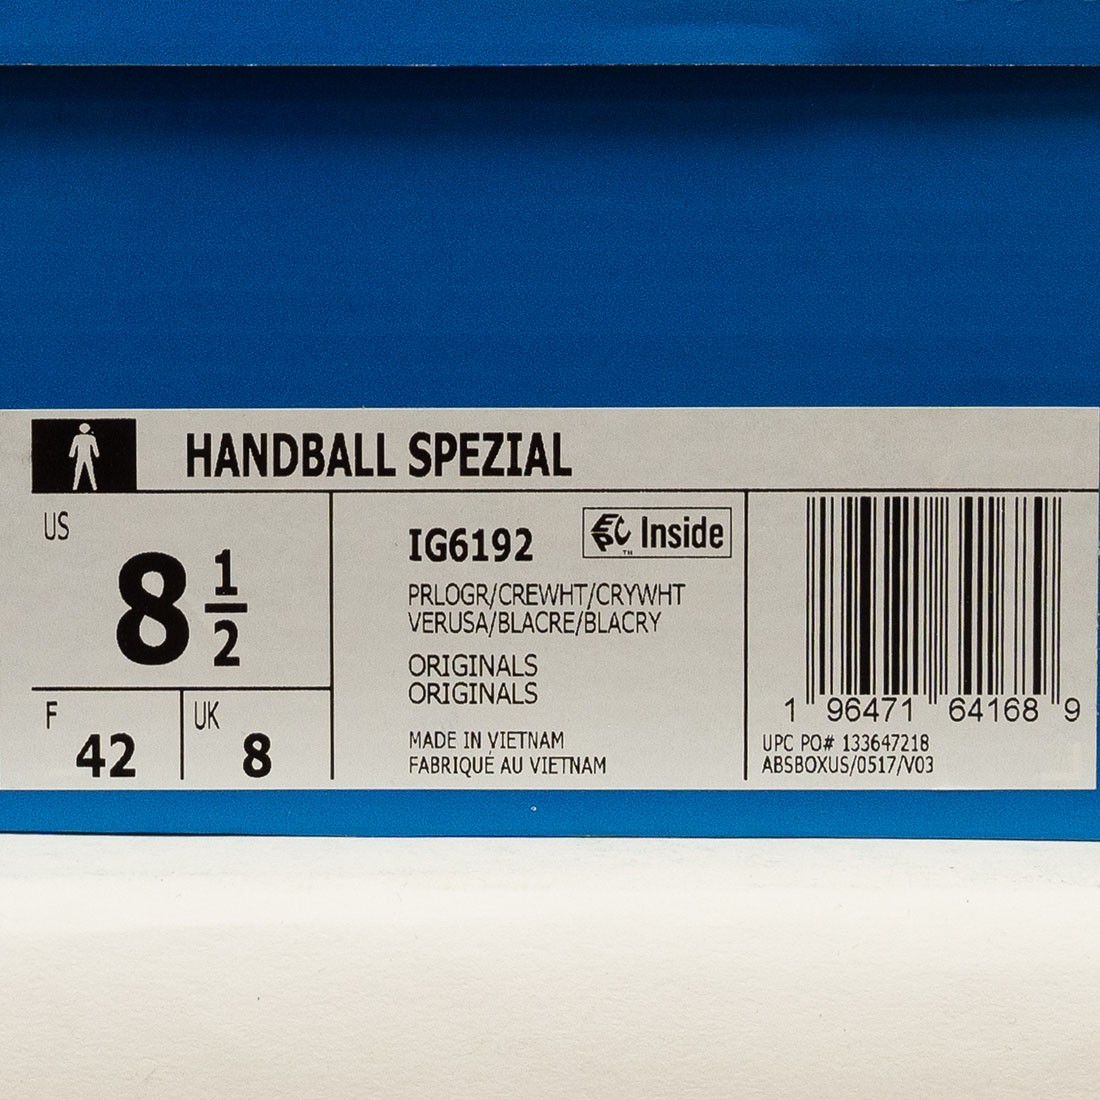 HANDBALL SPEZIAL
US
8 1/2
F
42
UK
8
IG6192
EPC™ Inside
PRLOGR/CREWHT/CRYWHT
VERUSA/BLACRE/BLACRY
ORIGINALS
ORIGINALS
MADE IN VIETNAM
FABRIQUÉ AU VIETNAM
1 96471 64168 9
UPC PO# 133647218
ABSBOXUS/0517/V03